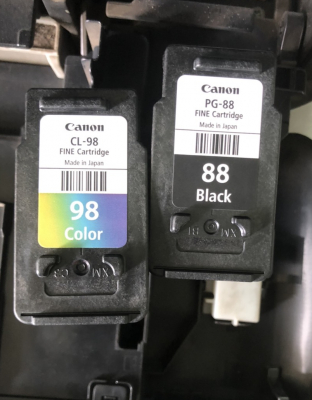 Canon
CL-98
FINE Cartridge
Made in Japan
98
Color
Canon
PG-88
FINE Cartridge
Made in Japan
88
Black